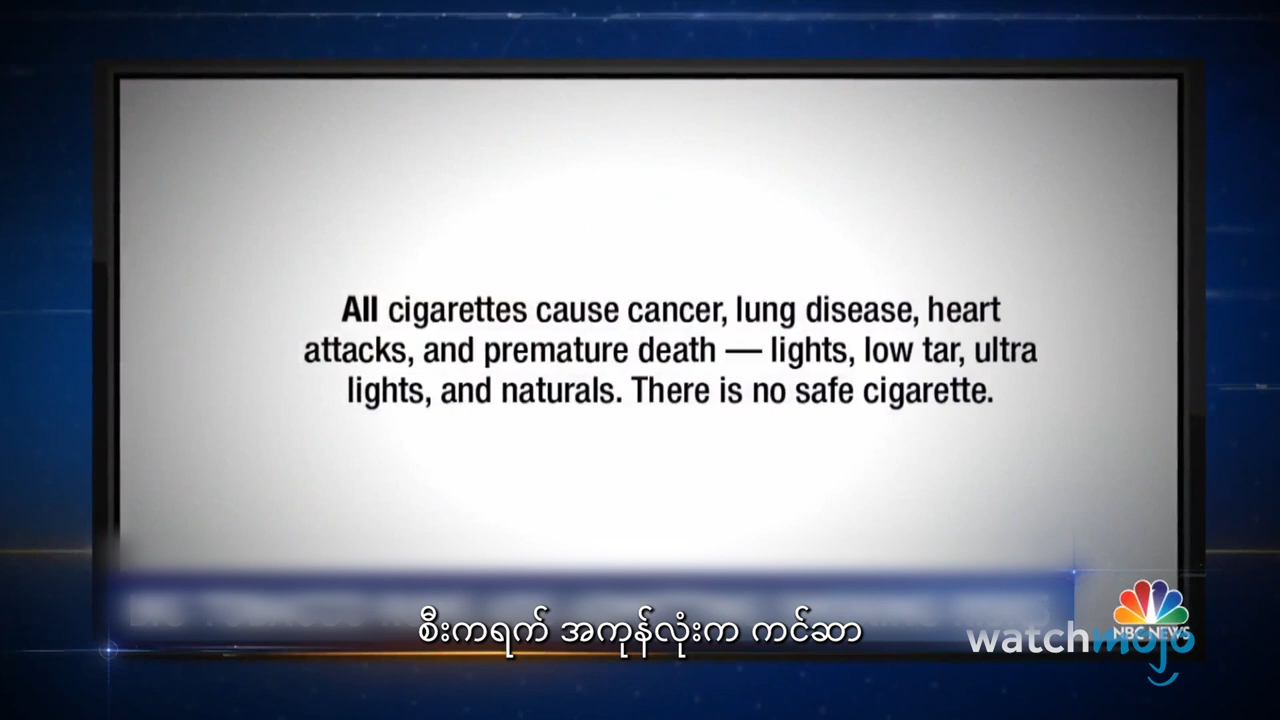 All cigarettes cause cancer, lung disease, heart
attacks, and premature death — lights, low tar, ultra
lights, and naturals. There is no safe cigarette.
စီးကရက် အကုန်လုံးက ကင်ဆာ
NBC NEWS
watchmojo